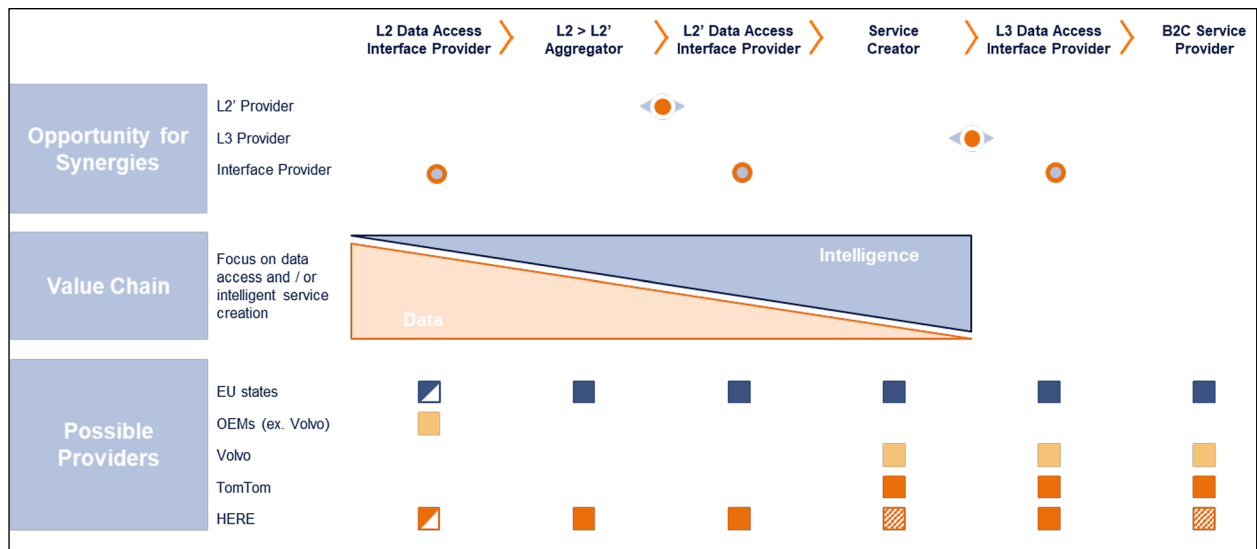 L2 Data Access
Interface Provider
L2 > L2’
Aggregator
L2’ Data Access
Interface Provider
Service
Creator
L3 Data Access
Interface Provider
B2C Service
Provider
Opportunity for
Synergies
L2’ Provider
L3 Provider
Interface Provider
Value Chain
Focus on data
access and / or
intelligent service
creation
Intelligence
Data
Possible
Providers
EU states
OEMs (ex. Volvo)
Volvo
TomTom
HERE